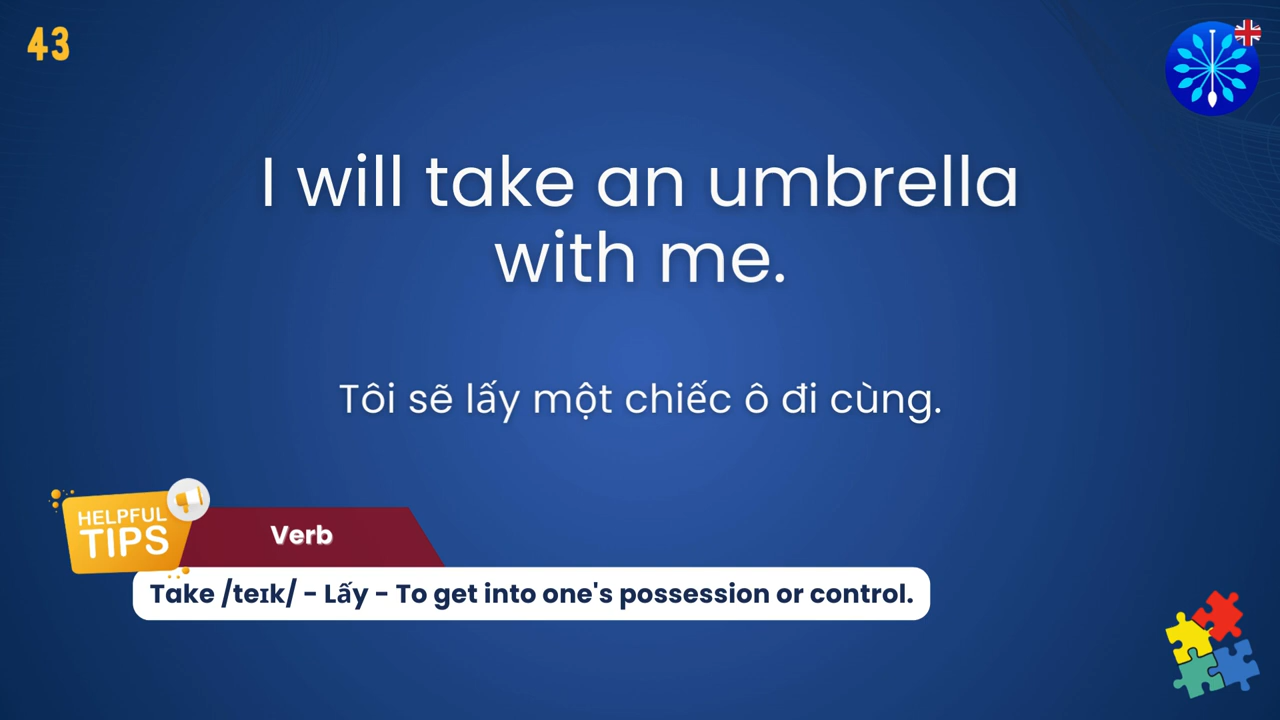 43
I will take an umbrella
with me.
Tôi sẽ lấy một chiếc ô đi cùng.
HELPFUL
TIPS
Verb
Take /teɪk/ - Lấy - To get into one's possession or control.